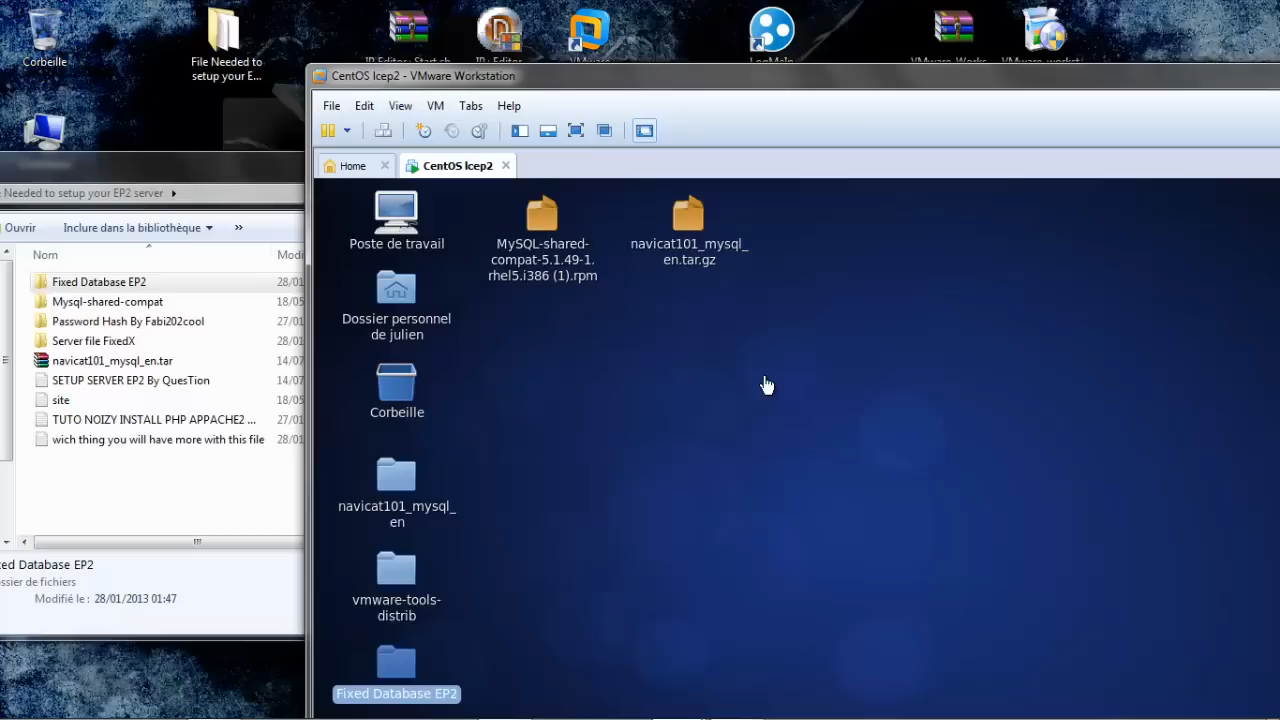 Corbeille
File Needed to
setup your E...
VMware
LogMeIn
CentOS lcep2 - VMware Workstation
File Edit View VM Tabs Help
Home
CentOS lcep2
Needed to setup your EP2 server
Ouvrir Inclure dans la bibliothèque »
Nom Modi
Fixed Database EP2 28/01
Mysql-shared-compat 18/05
Password Hash By Fabi202cool 27/01
Server file FixedX 28/01
navicat101_mysql_en.tar 14/07
SETUP SERVER EP2 By QuesTion 14/07
site 18/05
TUTO NOIZY INSTALL PHP APPACHE2 ... 27/01
wich thing you will have more with this file 28/01
ed Database EP2
ssier de fichiers
Modifié le : 28/01/2013 01:47
Poste de travail
MySQL-shared-
compat-5.1.49-1.
rhel5.i386 (1).rpm
navicat101_mysql_
en.tar.gz
Dossier personnel
de julien
Corbeille
navicat101_mysql_
en
vmware-tools-
distrib
Fixed Database EP2